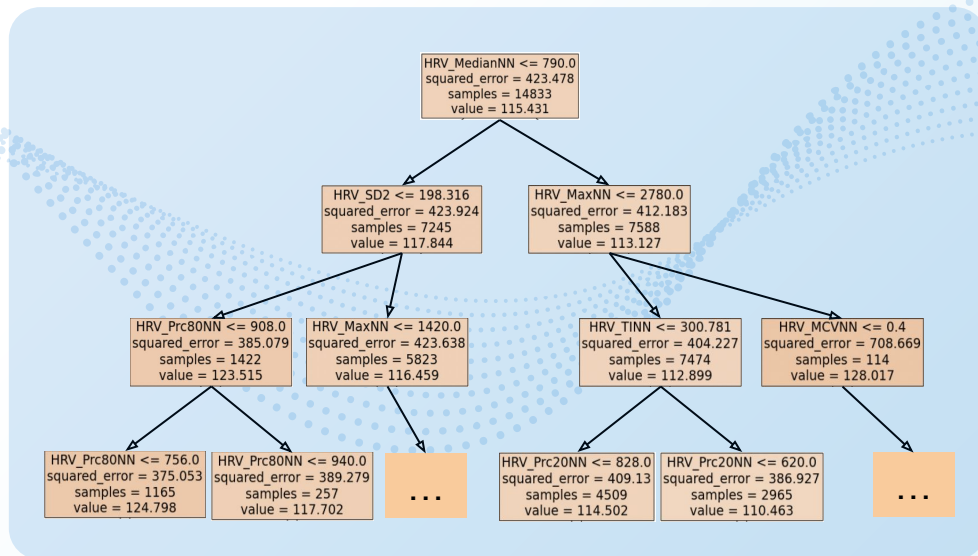 HRV_MedianNN <= 790.0
squared_error = 423.478
samples = 14833
value = 115.431
HRV_SD2 <= 198.316
squared_error = 423.924
samples = 7245
value = 117.844
HRV_MaxNN <= 2780.0
squared_error = 412.183
samples = 7588
value = 113.127
HRV_Prc80NN <= 908.0
squared_error = 385.079
samples = 1422
value = 123.515
HRV_MaxNN <= 1420.0
squared_error = 423.638
samples = 5823
value = 116.459
HRV_TINN <= 300.781
squared_error = 404.227
samples = 7474
value = 112.899
HRV_MCVNN <= 0.4
squared_error = 708.669
samples = 114
value = 128.017
HRV_Prc80NN <= 756.0
squared_error = 375.053
samples = 1165
value = 124.798
HRV_Prc80NN <= 940.0
squared_error = 389.279
samples = 257
value = 117.702
...
HRV_Prc20NN <= 828.0
squared_error = 409.13
samples = 4509
value = 114.502
HRV_Prc20NN <= 620.0
squared_error = 386.927
samples = 2965
value = 110.463
...